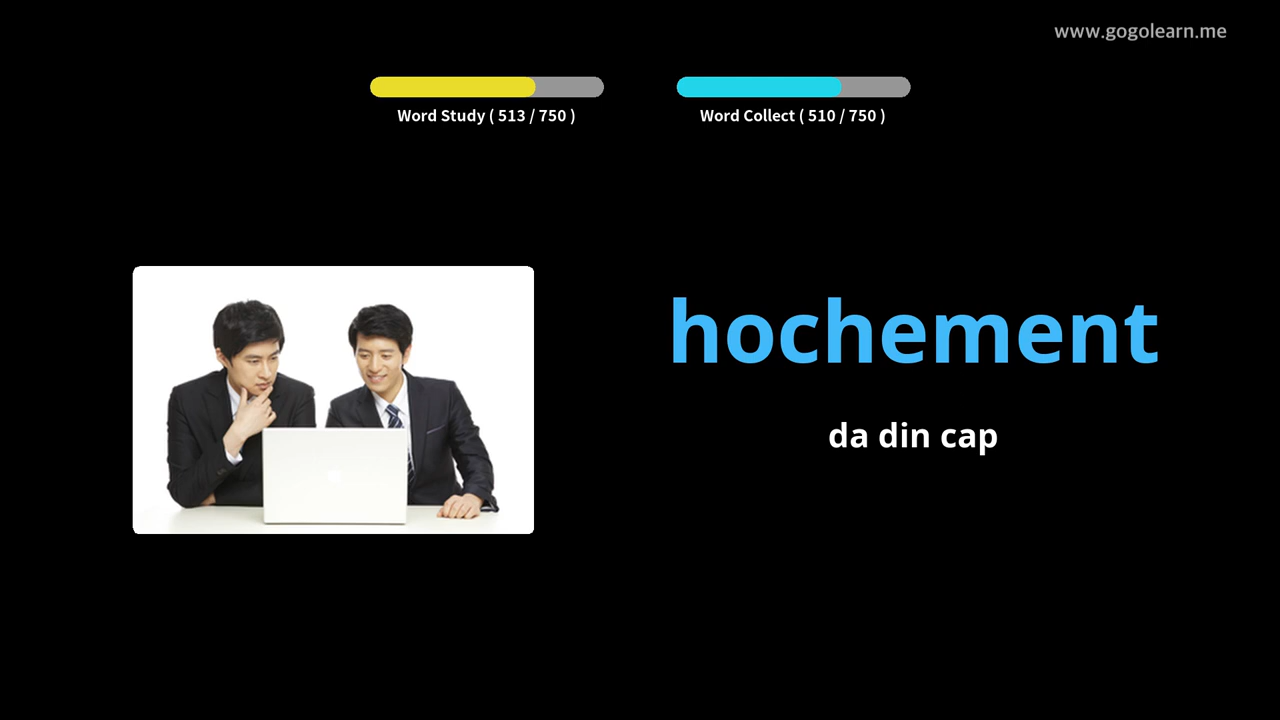 www.gogolearn.me
Word Study ( 513 / 750 )
Word Collect ( 510 / 750 )
hochement
da din cap